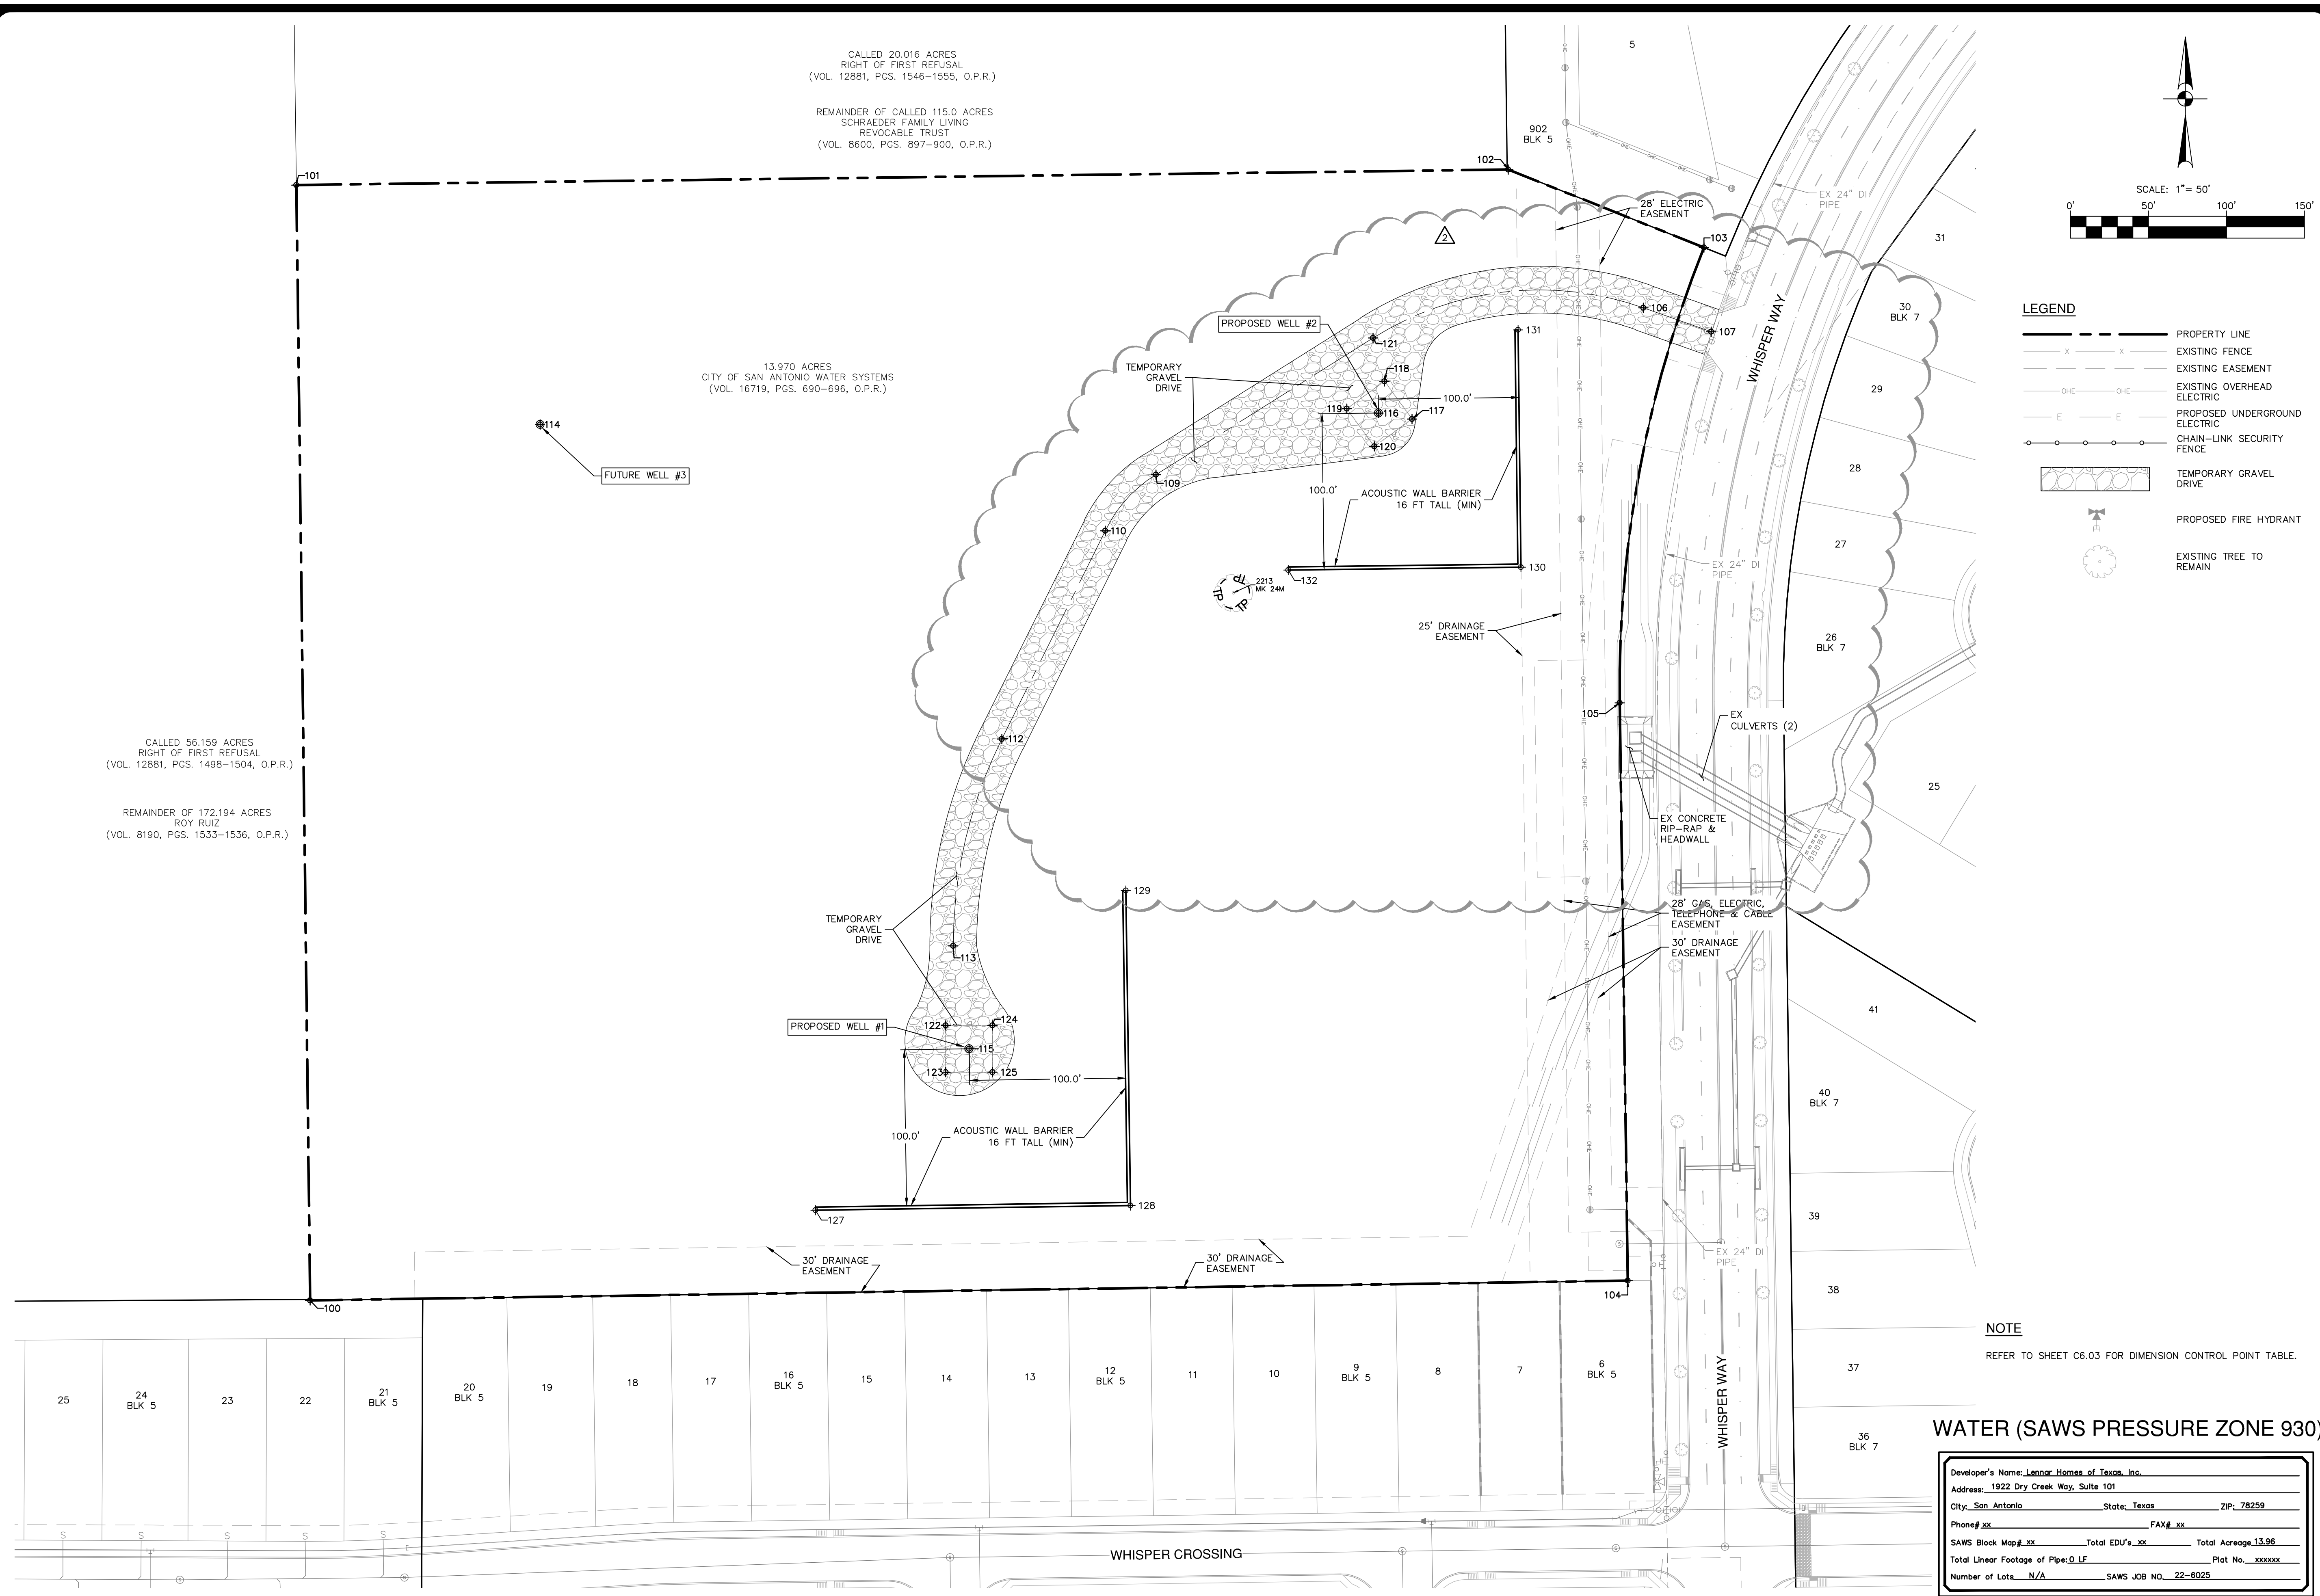 CALLED 20.016 ACRES
RIGHT OF FIRST REFUSAL
(VOL. 12881, PGS. 1546-1555, O.P.R.)
REMAINDER OF CALLED 115.0 ACRES
SCHRAEDER FAMILY LIVING
REVOCABLE TRUST
(VOL. 8600, PGS. 897-900, O.P.R.)
101
102
902
BLK 5
5
28' ELECTRIC
EASEMENT
2
103
EX 24" DI
PIPE
31
30
BLK 7
106
107
WHISPER WAY
PROPOSED WELL #2
131
121
13.970 ACRES
CITY OF SAN ANTONIO WATER SYSTEMS
(VOL. 16719, PGS. 690-696, O.P.R.)
TEMPORARY
GRAVEL
DRIVE
118
119
116
117
100.0'
120
29
114
FUTURE WELL #3
109
100.0'
ACOUSTIC WALL BARRIER
16 FT TALL (MIN)
28
110
27
EX 24" DI
PIPE
130
132
TP
TP
TP
2213
MK 24M
25' DRAINAGE
EASEMENT
26
BLK 7
105
EX
CULVERTS (2)
112
CALLED 56.159 ACRES
RIGHT OF FIRST REFUSAL
(VOL. 12881, PGS. 1498-1504, O.P.R.)
REMAINDER OF 172.194 ACRES
ROY RUIZ
(VOL. 8190, PGS. 1533-1536, O.P.R.)
25
EX CONCRETE
RIP-RAP &
HEADWALL
129
28' GAS, ELECTRIC,
TELEPHONE & CABLE
EASEMENT
TEMPORARY
GRAVEL
DRIVE
113
30' DRAINAGE
EASEMENT
41
PROPOSED WELL #1
122
124
115
123
125
100.0'
40
BLK 7
100.0'
ACOUSTIC WALL BARRIER
16 FT TALL (MIN)
127
128
39
30' DRAINAGE
EASEMENT
30' DRAINAGE
EASEMENT
EX 24" DI
PIPE
38
100
104
25
24
BLK 5
23
22
21
BLK 5
20
BLK 5
19
18
17
16
BLK 5
15
14
13
12
BLK 5
11
10
9
BLK 5
8
7
6
BLK 5
37
WHISPER WAY
36
BLK 7
S
S
S
S
S
WHISPER CROSSING
SCALE: 1"= 50'
0'
50'
100'
150'
LEGEND
PROPERTY LINE
X
X
EXISTING FENCE
EXISTING EASEMENT
OHE
OHE
EXISTING OVERHEAD
ELECTRIC
E
E
PROPOSED UNDERGROUND
ELECTRIC
CHAIN-LINK SECURITY
FENCE
TEMPORARY GRAVEL
DRIVE
PROPOSED FIRE HYDRANT
EXISTING TREE TO
REMAIN
NOTE
REFER TO SHEET C6.03 FOR DIMENSION CONTROL POINT TABLE.
WATER (SAWS PRESSURE ZONE 930)
Developer's Name: Lennar Homes of Texas, Inc.
Address: 1922 Dry Creek Way, Suite 101
City: San Antonio State: Texas ZIP: 78259
Phone# xx FAX# xx
SAWS Block Map# xx Total EDU's xx Total Acreage 13.96
Total Linear Footage of Pipe: 0 LF Plat No. xxxxxx
Number of Lots N/A SAWS JOB NO. 22-6025